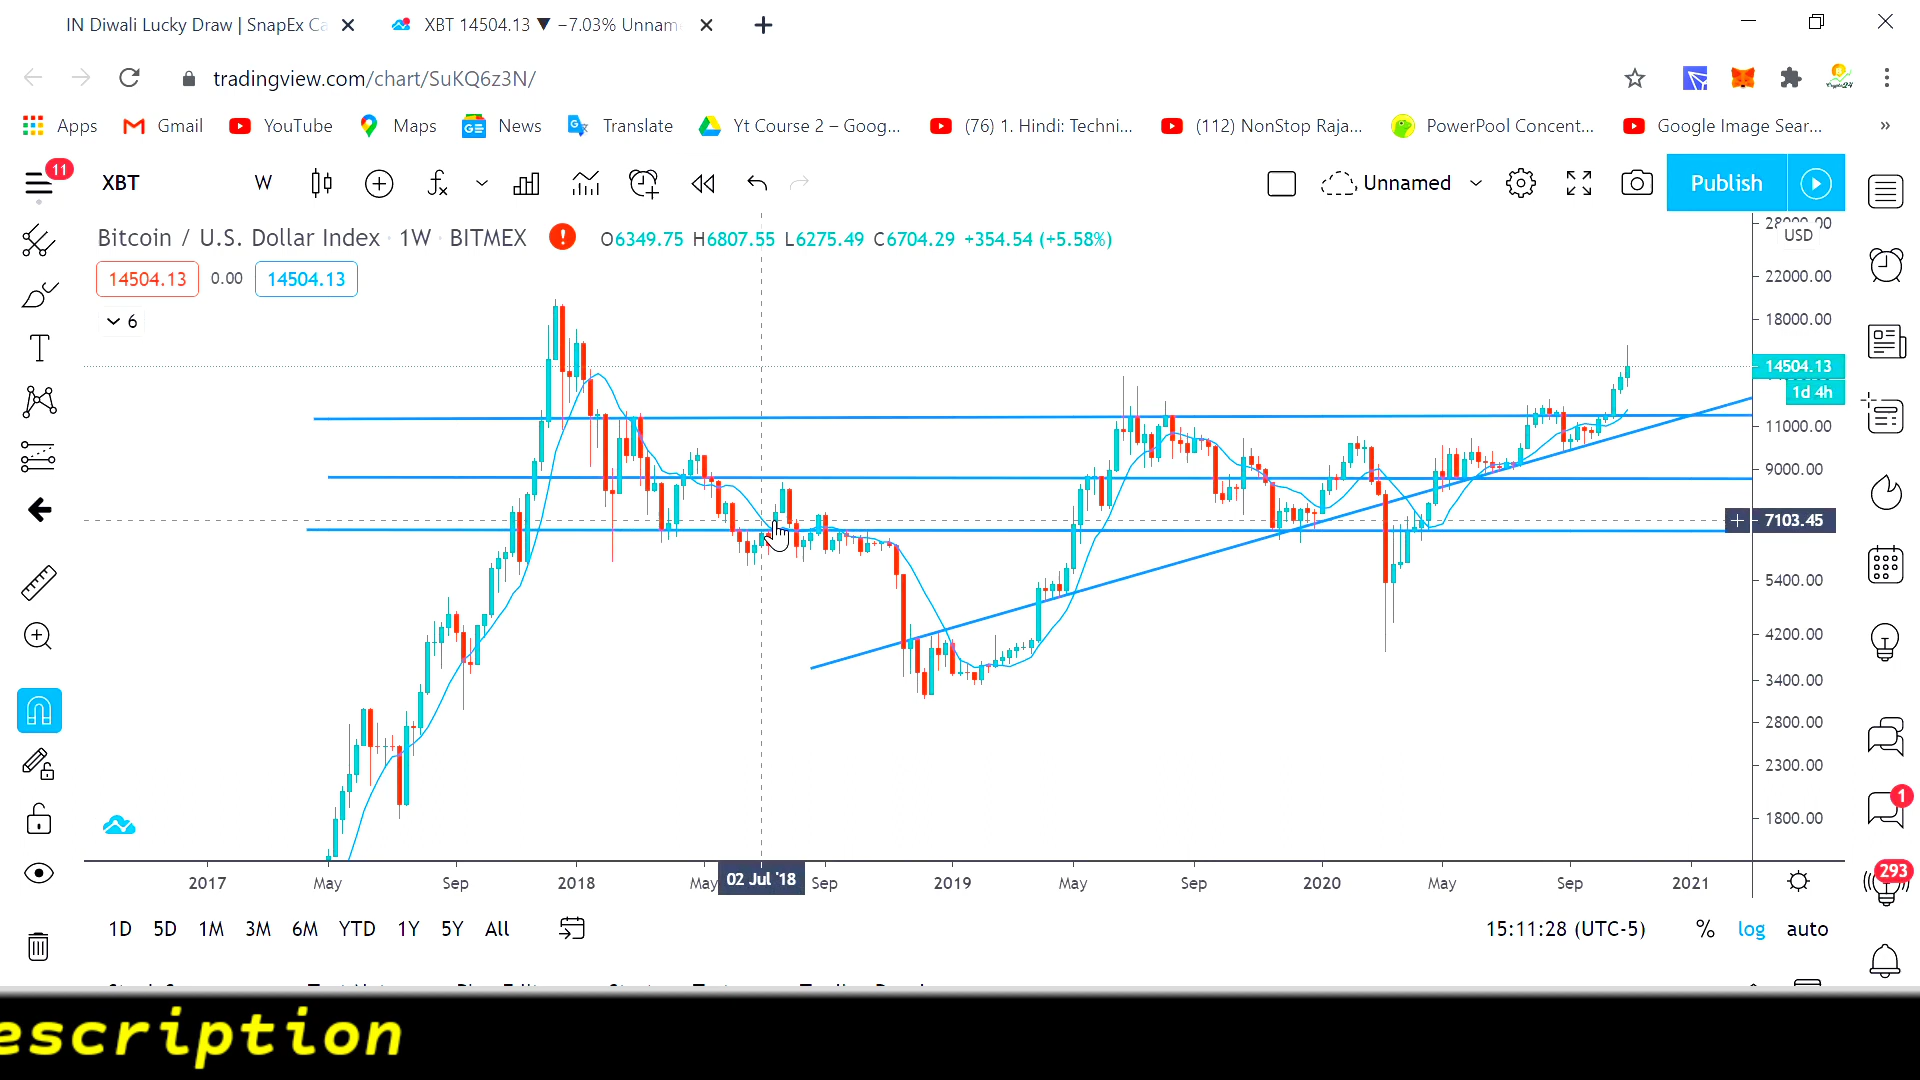 IN Diwali Lucky Draw | SnapEx Ca
XBT 14504.13 ▼ −7.03% Unnam
tradingview.com/chart/SuKQ6z3N/
Apps Gmail YouTube Maps News Translate Yt Course 2 – Goog... (76) 1. Hindi: Techni... (112) NonStop Raja... PowerPool Concent... Google Image Sear... »
11
XBT W Unnamed Publish
Bitcoin / U.S. Dollar Index · 1W · BITMEX O6349.75 H6807.55 L6275.49 C6704.29 +354.54 (+5.58%)
14504.13 0.00 14504.13
6
USD
22000.00
18000.00
14504.13
1d 4h
11000.00
9000.00
7103.45
5400.00
4200.00
3400.00
2800.00
2300.00
1800.00
1
293
2017 May Sep 2018 May 02 Jul '18 Sep 2019 May Sep 2020 May Sep 2021
1D 5D 1M 3M 6M YTD 1Y 5Y All 15:11:28 (UTC-5) % log auto
escription